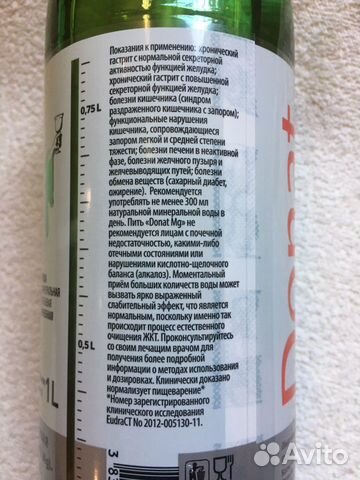 Показания к применению: хронический
гастрит с нормальной секреторной
активностью функцией желудка;
хронический гастрит с повышенной
секреторной функцией желудка;
болезни кишечника (синдром
раздраженного кишечника с запором);
функциональные нарушения
кишечника, сопровождающиеся
запором легкой и средней степени
тяжести; болезни печени в неактивной
фазе, болезни желчного пузыря и
жёлчевыводящих путей; болезни
обмена веществ (сахарный диабет,
ожирение). Рекомендуется
употреблять не менее 300 мл
натуральной минеральной воды в
день. Пить «Donat Mg» не
рекомендуется лицам с почечной
недостаточностью, какими-либо
отечными состояниями или
нарушениями кислотно-щелочного
баланса (алкалоз). Моментальный
приём больших количеств воды может
вызвать ярко выраженный
слабительный эффект, что является
нормальным, поскольку именно так
происходит процесс естественного
очищения ЖКТ. Проконсультируйтесь
со своим лечащим врачом для
получения более подробной
информации о методах использования
и дозировках. Клинически доказано
нормализует пищеварение*
*Номер зарегистрированного
клинического исследования
EudraCT No 2012-005130-11.
0,75 L
0,5 L
1 L
Donat
3 83
Avito